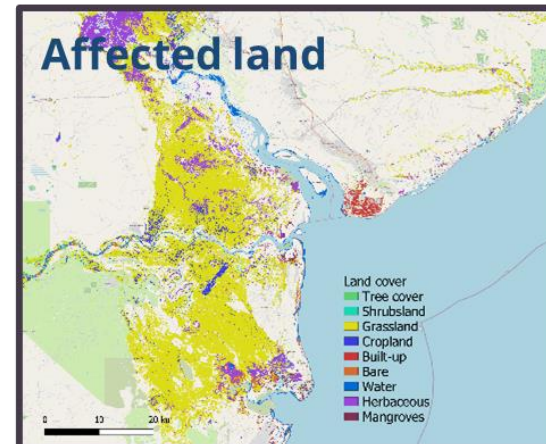 Affected land
Land cover
Tree cover
Shrubsland
Grassland
Cropland
Built-up
Bare
Water
Herbaceous
Mangroves
0 10 20 km